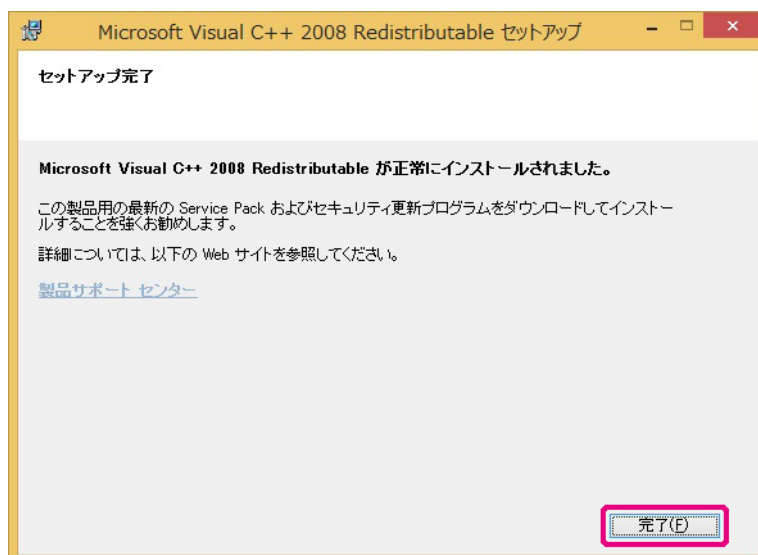 Microsoft Visual C++ 2008 Redistributable セットアップ
セットアップ完了
Microsoft Visual C++ 2008 Redistributable が正常にインストールされました。
この製品用の最新の Service Pack およびセキュリティ更新プログラムをダウンロードしてインストー
ルすることを強くお勧めします。
詳細については、以下の Web サイトを参照してください。
製品サポート センター
完了(F)